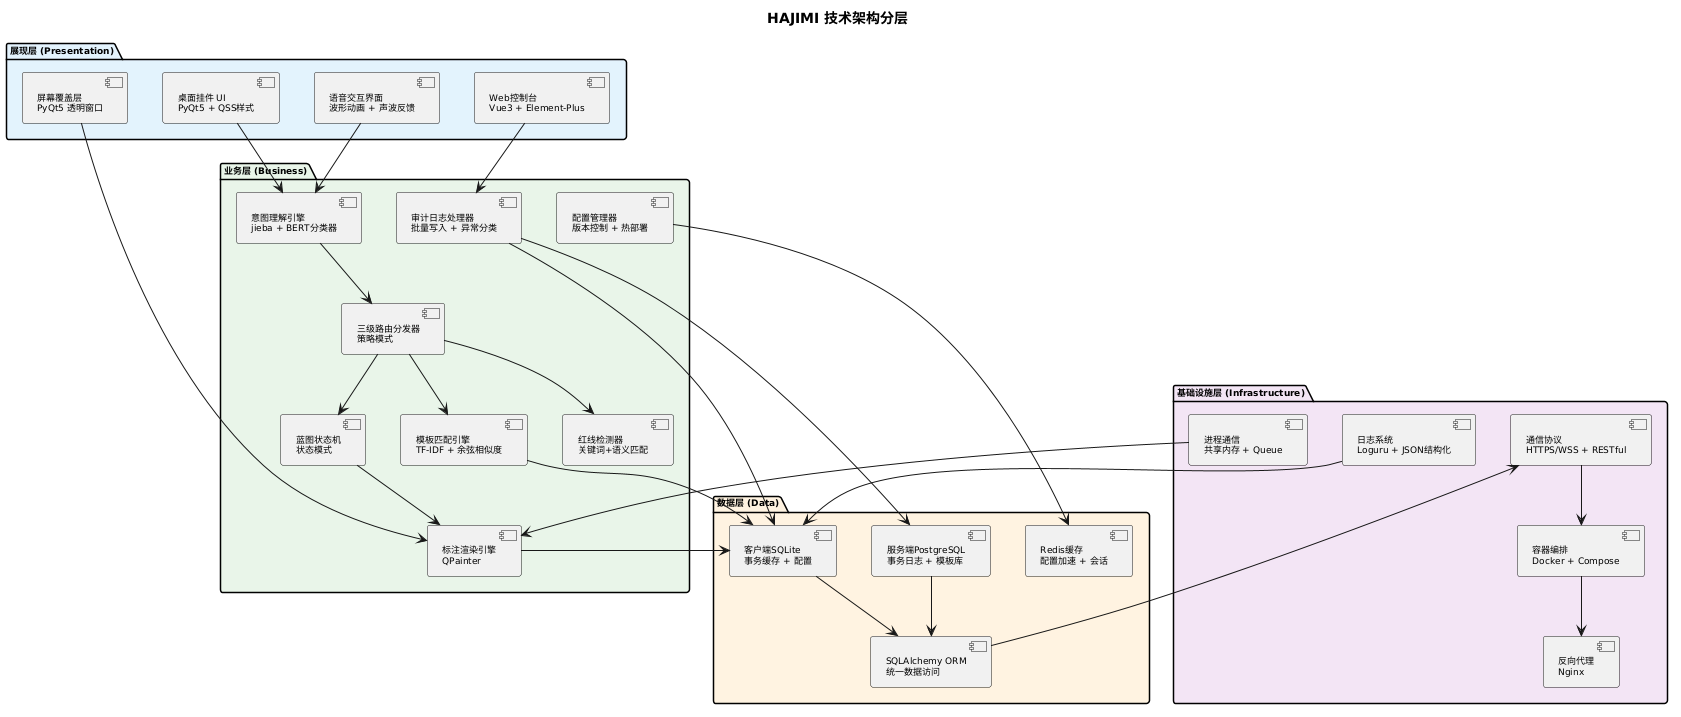 HAJIMI 技术架构分层
展现层 (Presentation)
屏幕覆盖层
PyQt5 透明窗口
桌面挂件 UI
PyQt5 + QSS样式
语音交互界面
波形动画 + 声波反馈
Web控制台
Vue3 + Element-Plus
业务层 (Business)
意图理解引擎
jieba + BERT分类器
审计日志处理器
批量写入 + 异常分类
配置管理器
版本控制 + 热部署
三级路由分发器
策略模式
蓝图状态机
状态模式
模板匹配引擎
TF-IDF + 余弦相似度
红线检测器
关键词+语义匹配
标注渲染引擎
QPainter
数据层 (Data)
客户端SQLite
事务缓存 + 配置
服务端PostgreSQL
事务日志 + 模板库
Redis缓存
配置加速 + 会话
SQLAlchemy ORM
统一数据访问
基础设施层 (Infrastructure)
进程通信
共享内存 + Queue
日志系统
Loguru + JSON结构化
通信协议
HTTPS/WSS + RESTful
容器编排
Docker + Compose
反向代理
Nginx